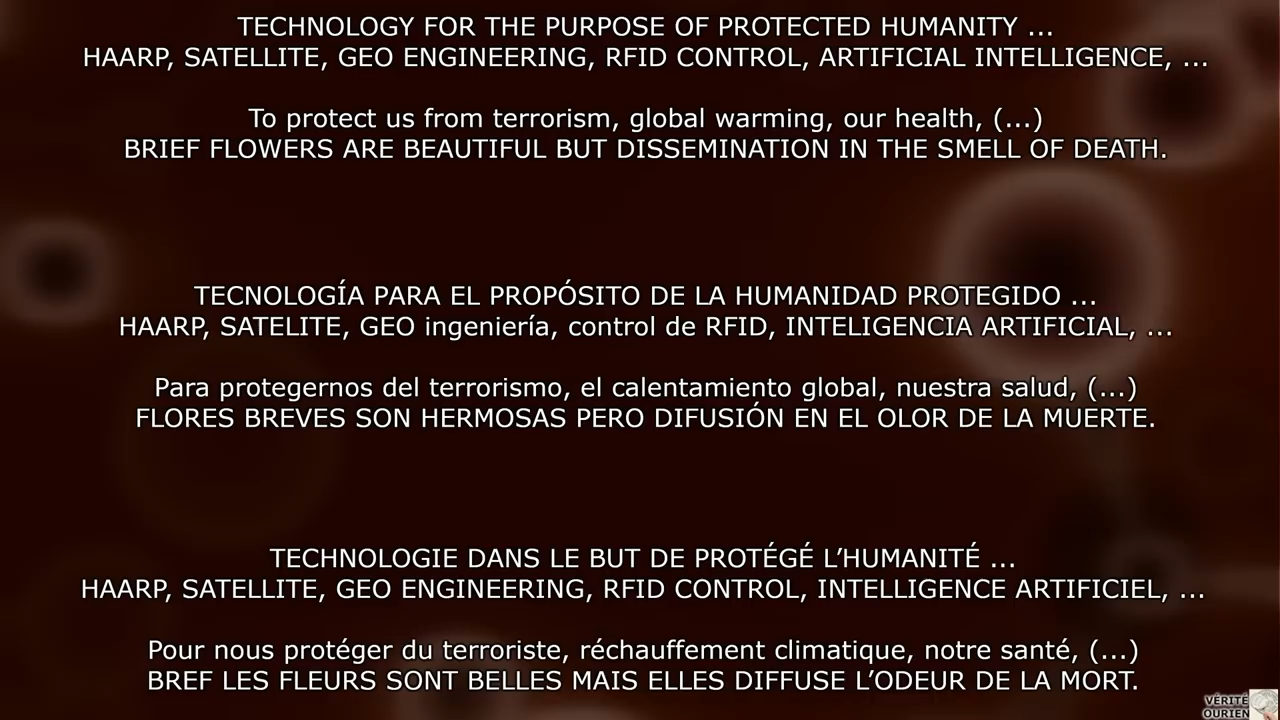 TECHNOLOGY FOR THE PURPOSE OF PROTECTED HUMANITY ...
HAARP, SATELLITE, GEO ENGINEERING, RFID CONTROL, ARTIFICIAL INTELLIGENCE, ...
To protect us from terrorism, global warming, our health, (...)
BRIEF FLOWERS ARE BEAUTIFUL BUT DISSEMINATION IN THE SMELL OF DEATH.
TECNOLOGÍA PARA EL PROPÓSITO DE LA HUMANIDAD PROTEGIDO ...
HAARP, SATELITE, GEO ingeniería, control de RFID, INTELIGENCIA ARTIFICIAL, ...
Para protegernos del terrorismo, el calentamiento global, nuestra salud, (...)
FLORES BREVES SON HERMOSAS PERO DIFUSIÓN EN EL OLOR DE LA MUERTE.
TECHNOLOGIE DANS LE BUT DE PROTÉGÉ L’HUMANITÉ ...
HAARP, SATELLITE, GEO ENGINEERING, RFID CONTROL, INTELLIGENCE ARTIFICIEL, ...
Pour nous protéger du terroriste, réchauffement climatique, notre santé, (...)
BREF LES FLEURS SONT BELLES MAIS ELLES DIFFUSE L’ODEUR DE LA MORT.
VÉRITÉ
OURIEN